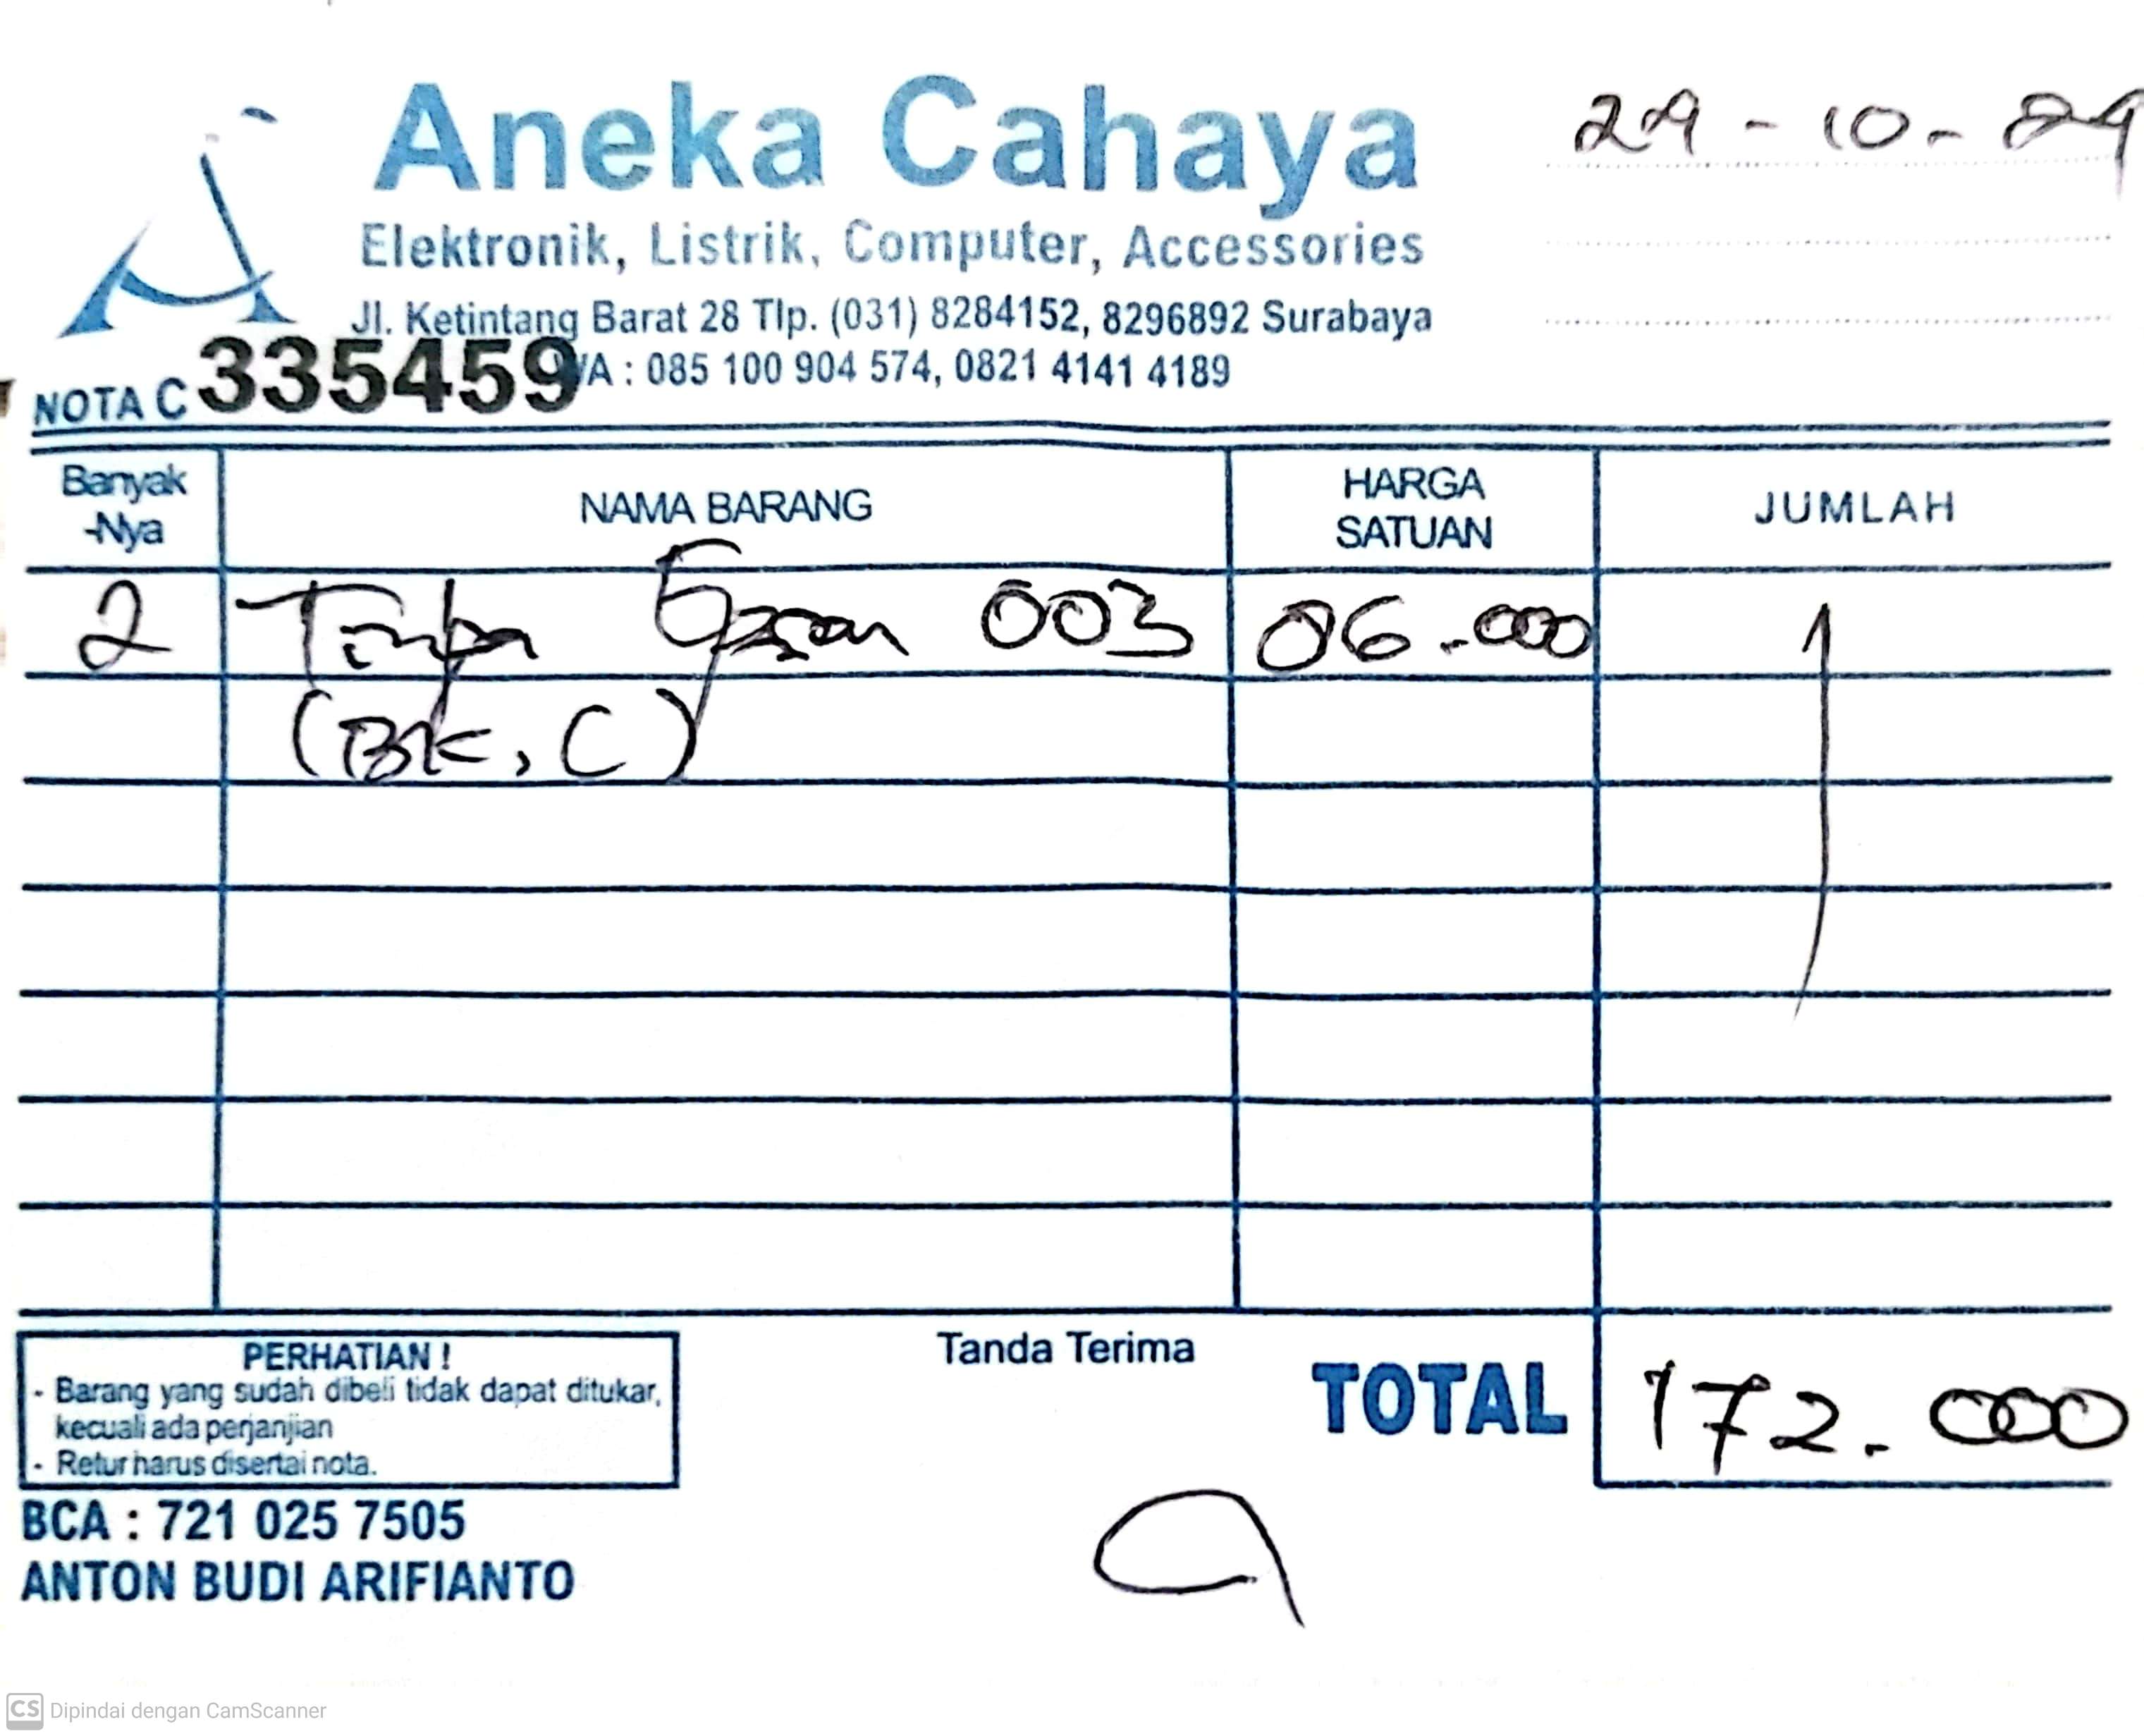 Aneka Cahaya
29-10-24
Elektronik, Listrik, Computer, Accessories
Jl. Ketintang Barat 28 Tlp. (031) 8284152, 8296892 Surabaya
WA : 085 100 904 574, 0821 4141 4189
NOTA C 335459
Banyak
-Nya
NAMA BARANG
HARGA
SATUAN
JUMLAH
2 Tinta Epson 003 86.000
(BK, C)
PERHATIAN !
- Barang yang sudah dibeli tidak dapat ditukar,
kecuali ada perjanjian
- Retur harus disertai nota.
Tanda Terima
TOTAL 172.000
BCA : 721 025 7505
ANTON BUDI ARIFIANTO
CS Dipindai dengan CamScanner